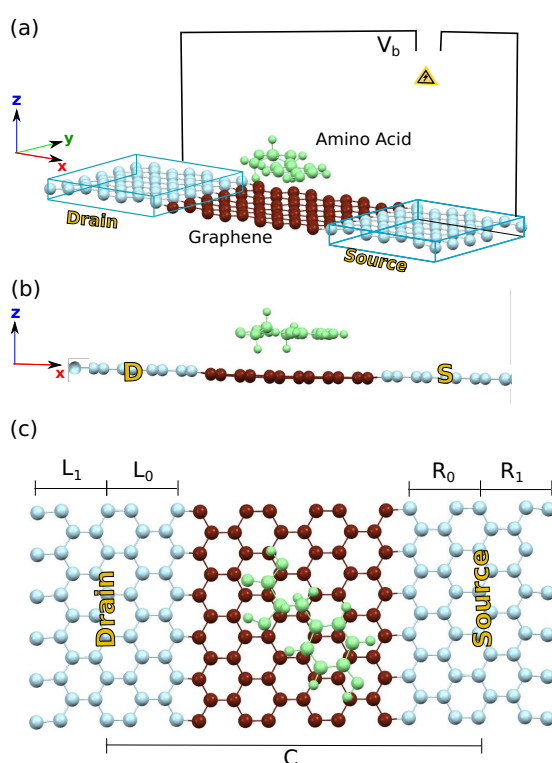 (a)
V_b
z
y
x
Amino Acid
Drain
Graphene
Source
(b)
z
x
D
S
(c)
L_1 L_0 R_0 R_1
Drain
Source
C